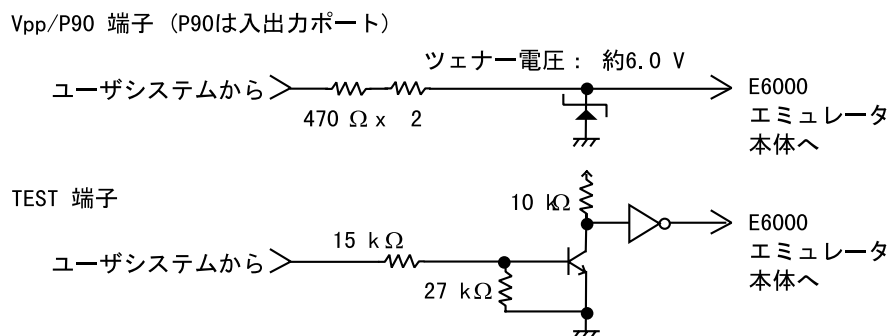 Vpp/P90 端子 (P90は入出力ポート)
ツェナー電圧： 約6.0 V
ユーザシステムから
470 Ω x 2
E6000
エミュレータ
本体へ
TEST 端子
10 kΩ
15 kΩ
ユーザシステムから
27 kΩ
E6000
エミュレータ
本体へ